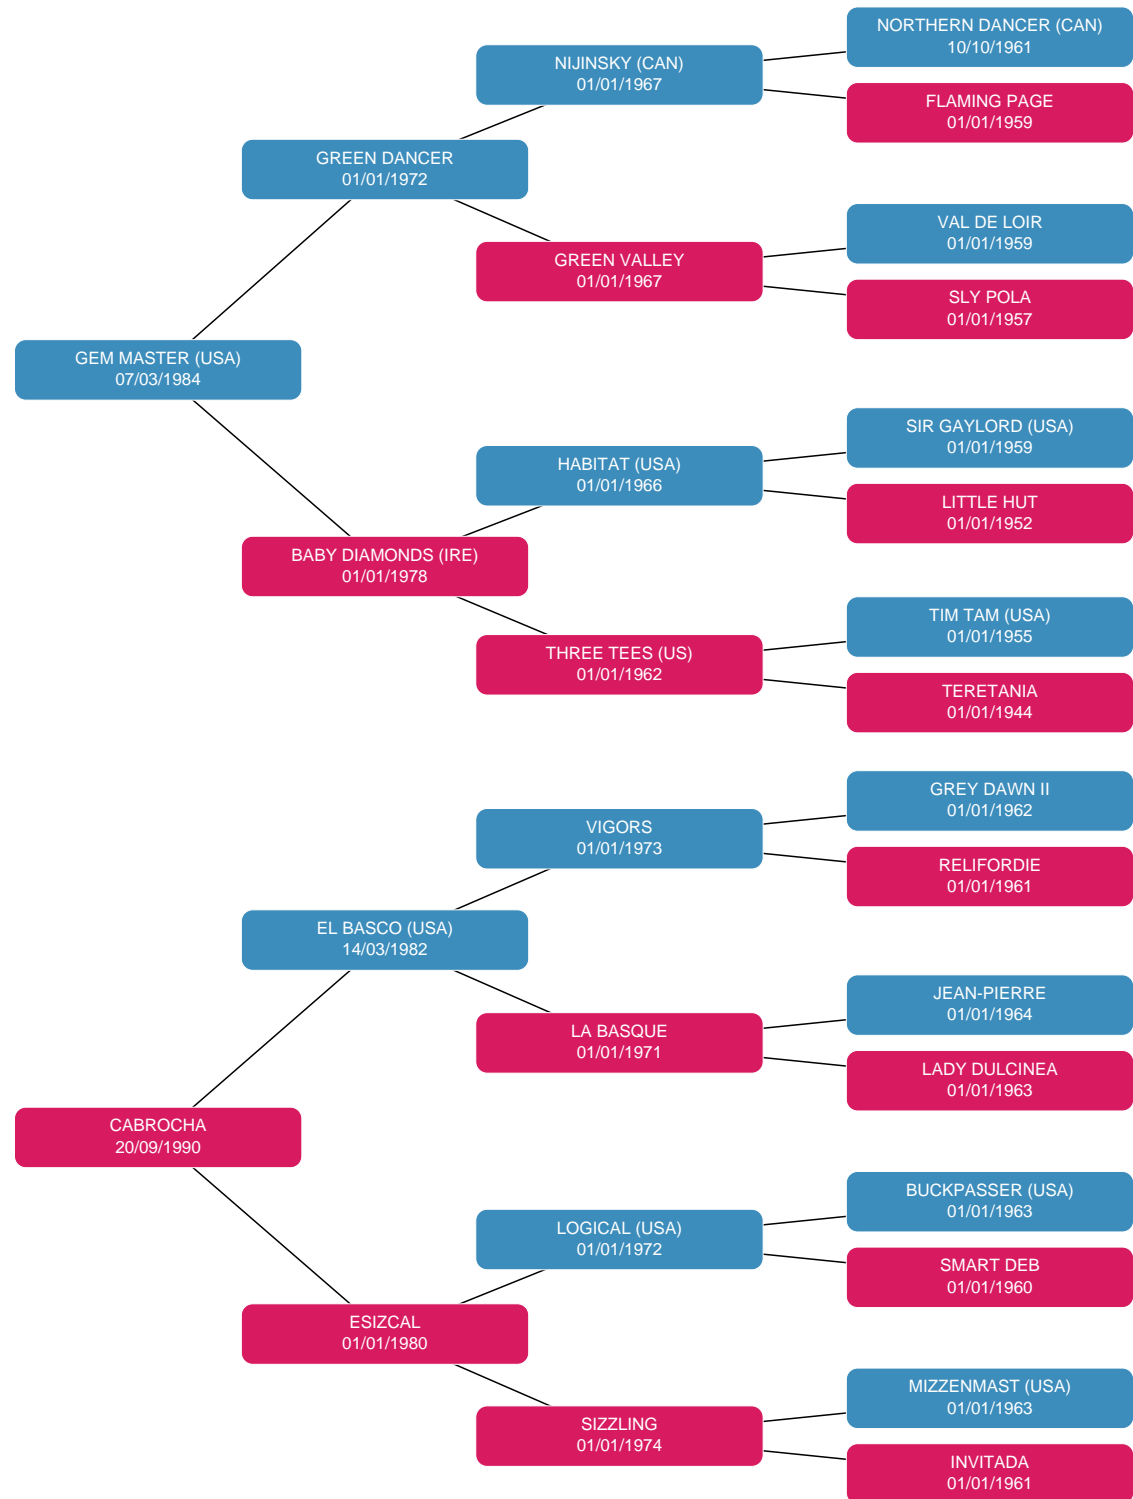 NORTHERN DANCER (CAN)
10/10/1961
NIJINSKY (CAN)
01/01/1967
FLAMING PAGE
01/01/1959
GREEN DANCER
01/01/1972
VAL DE LOIR
01/01/1959
GREEN VALLEY
01/01/1967
SLY POLA
01/01/1957
GEM MASTER (USA)
07/03/1984
SIR GAYLORD (USA)
01/01/1959
HABITAT (USA)
01/01/1966
LITTLE HUT
01/01/1952
BABY DIAMONDS (IRE)
01/01/1978
TIM TAM (USA)
01/01/1955
THREE TEES (US)
01/01/1962
TERETANIA
01/01/1944
GREY DAWN II
01/01/1962
VIGORS
01/01/1973
RELIFORDIE
01/01/1961
EL BASCO (USA)
14/03/1982
JEAN-PIERRE
01/01/1964
LA BASQUE
01/01/1971
LADY DULCINEA
01/01/1963
CABROCHA
20/09/1990
BUCKPASSER (USA)
01/01/1963
LOGICAL (USA)
01/01/1972
SMART DEB
01/01/1960
ESIZCAL
01/01/1980
MIZZENMAST (USA)
01/01/1963
SIZZLING
01/01/1974
INVITADA
01/01/1961